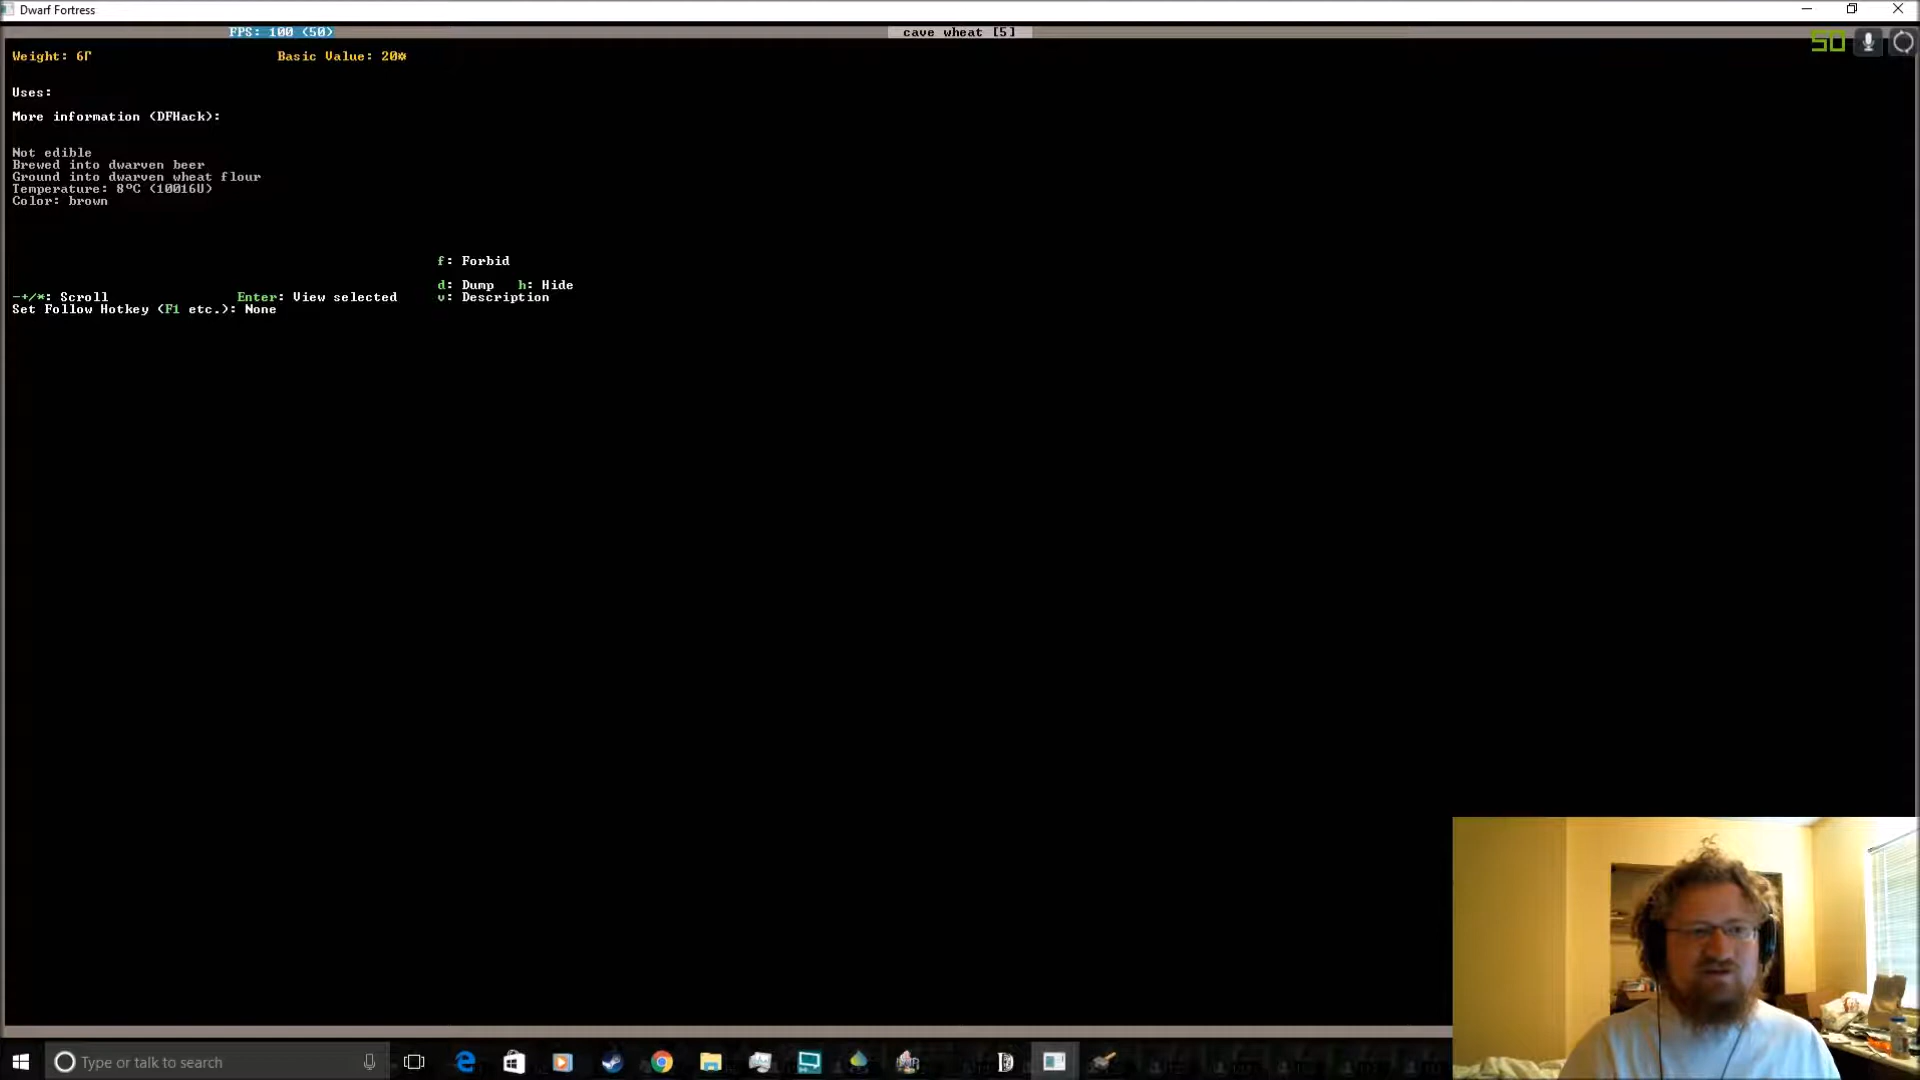 Dwarf Fortress
FPS: 100 (50)
cave wheat [5]
50
Weight: 6Γ
Basic Value: 20☼
Uses:
More information (DFHack):
Not edible
Brewed into dwarven beer
Ground into dwarven wheat flour
Temperature: 8°C (10016U)
Color: brown
f: Forbid
d: Dump h: Hide
-+/*: Scroll Enter: View selected v: Description
Set Follow Hotkey (F1 etc.): None
Type or talk to search